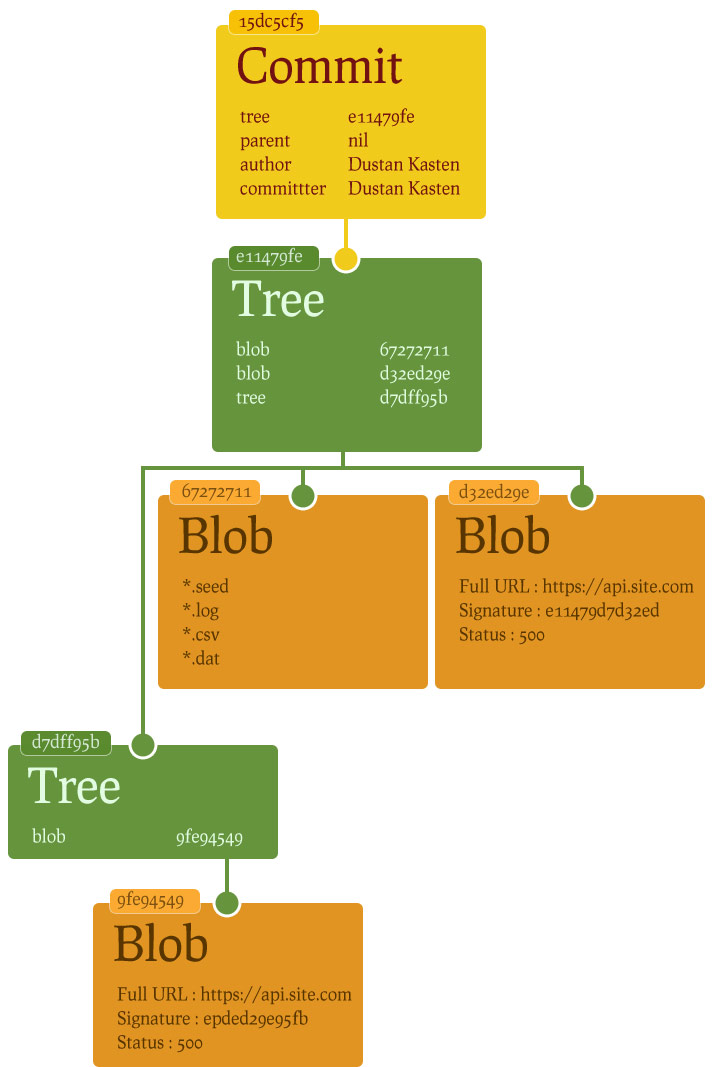 15dc5cf5
Commit
tree e11479fe
parent nil
author Dustan Kasten
committter Dustan Kasten
e11479fe
Tree
blob 67272711
blob d32ed29e
tree d7dff95b
67272711
Blob
*.seed
*.log
*.csv
*.dat
d32ed29e
Blob
Full URL : https://api.site.com
Signature : e11479d7d32ed
Status : 500
d7dff95b
Tree
blob 9fe94549
9fe94549
Blob
Full URL : https://api.site.com
Signature : epded29e95fb
Status : 500